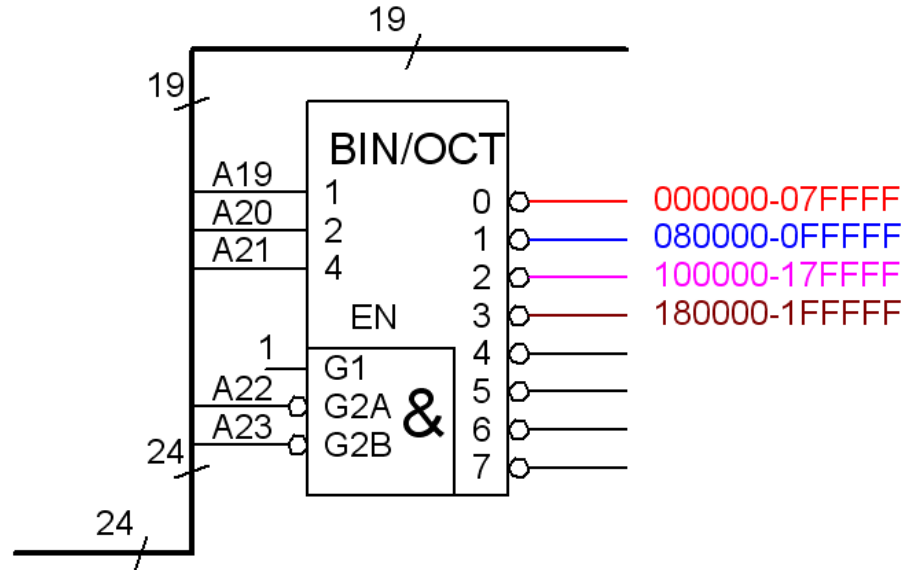 19
19
BIN/OCT
A19 1 0 000000-07FFFF
A20 2 1 080000-0FFFFF
A21 4 2 100000-17FFFF
EN 3 180000-1FFFFF
4
1 G1
A22 G2A & 5
A23 G2B 6
24 7
24